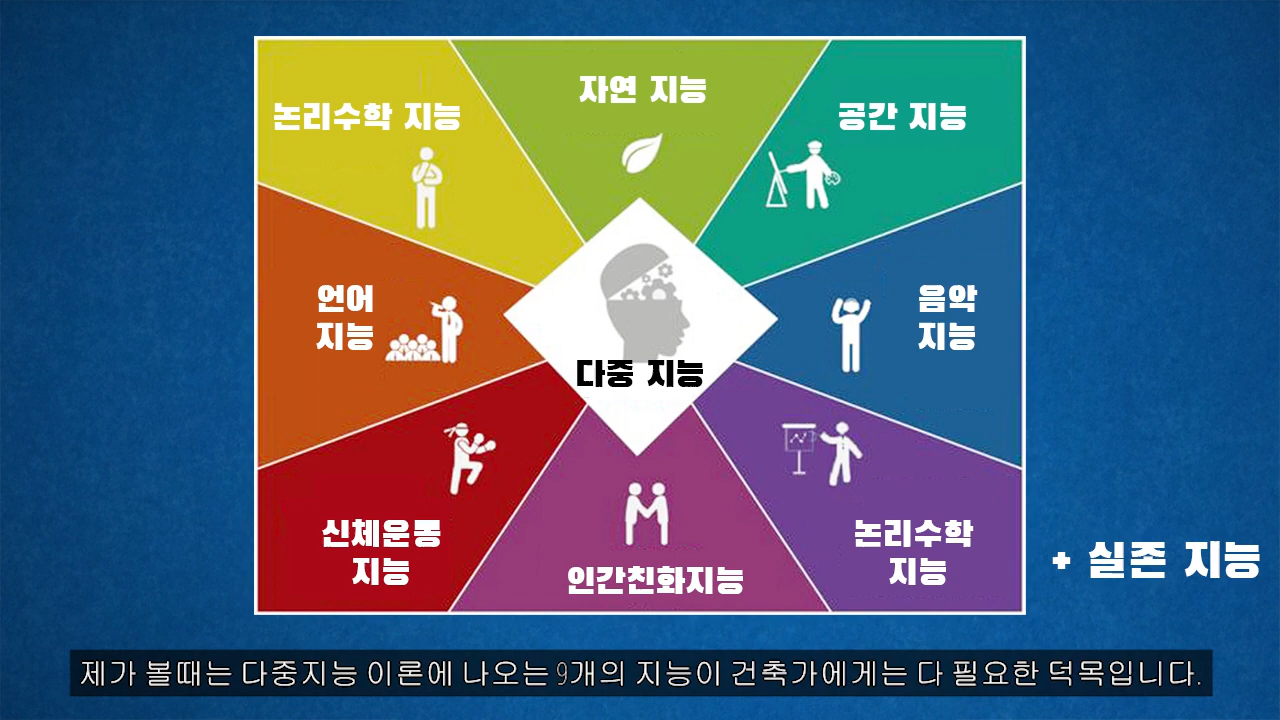 자연 지능
논리수학 지능
공간 지능
언어
지능
음악
지능
다중 지능
신체운동
지능
인간친화지능
논리수학
지능
+ 실존 지능
제가 볼때는 다중지능 이론에 나오는 9개의 지능이 건축가에게는 다 필요한 덕목입니다.